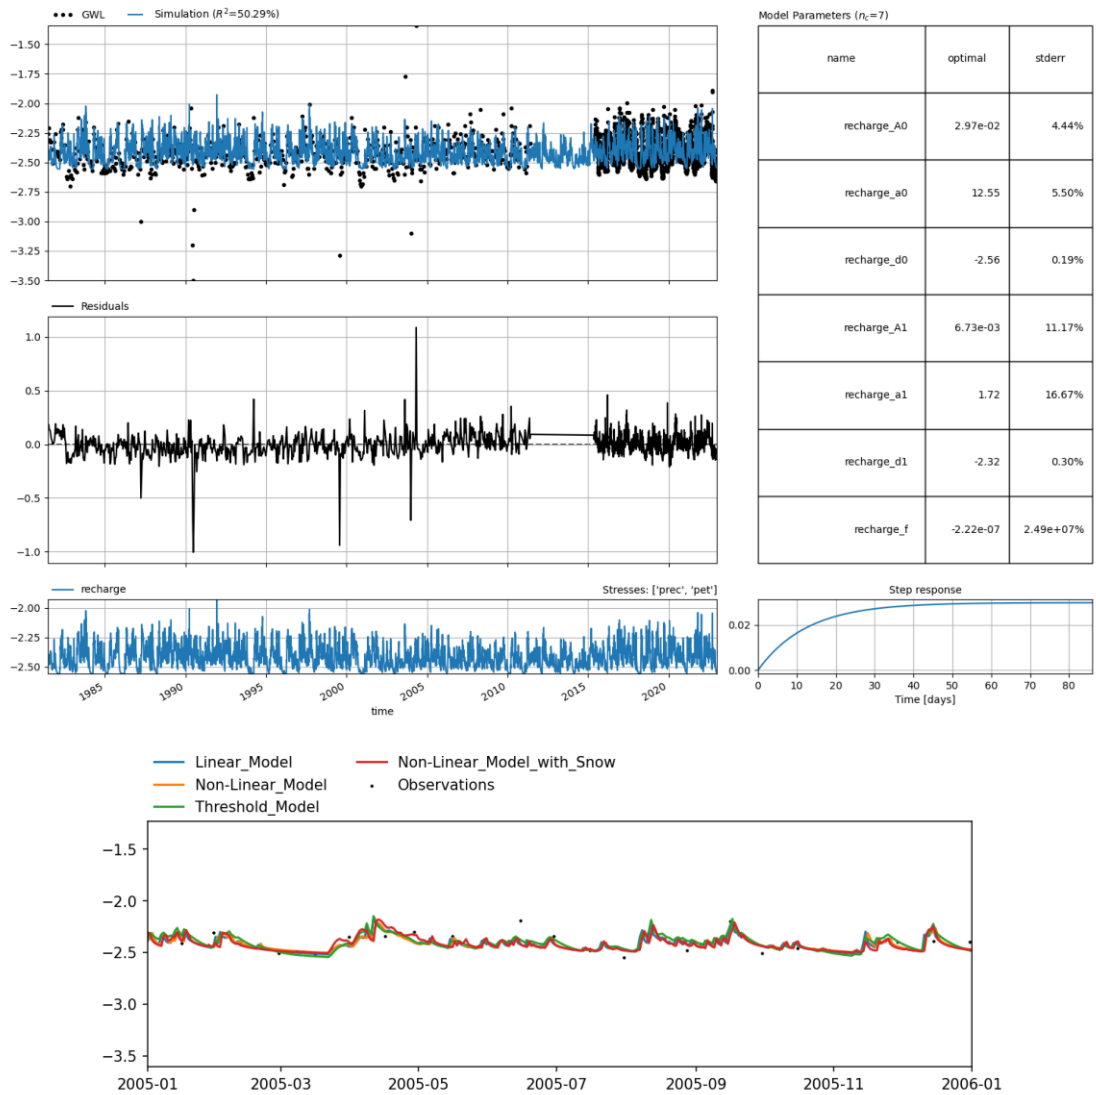 GWL
Simulation (R²=50.29%)
Model Parameters (n_c=7)
−1.50
−1.75
−2.00
−2.25
−2.50
−2.75
−3.00
−3.25
−3.50
name optimal stderr
recharge_A0 2.97e-02 4.44%
recharge_a0 12.55 5.50%
recharge_d0 -2.56 0.19%
recharge_A1 6.73e-03 11.17%
recharge_a1 1.72 16.67%
recharge_d1 -2.32 0.30%
recharge_f -2.22e-07 2.49e+07%
Residuals
1.0
0.5
0.0
−0.5
−1.0
recharge
Stresses: ['prec', 'pet']
−2.00
−2.25
−2.50
1985 1990 1995 2000 2005 2010 2015 2020
time
Step response
0.02
0.00
0 10 20 30 40 50 60 70 80
Time [days]
Linear_Model
Non-Linear_Model
Threshold_Model
Non-Linear_Model_with_Snow
Observations
−1.5
−2.0
−2.5
−3.0
−3.5
2005-01 2005-03 2005-05 2005-07 2005-09 2005-11 2006-01